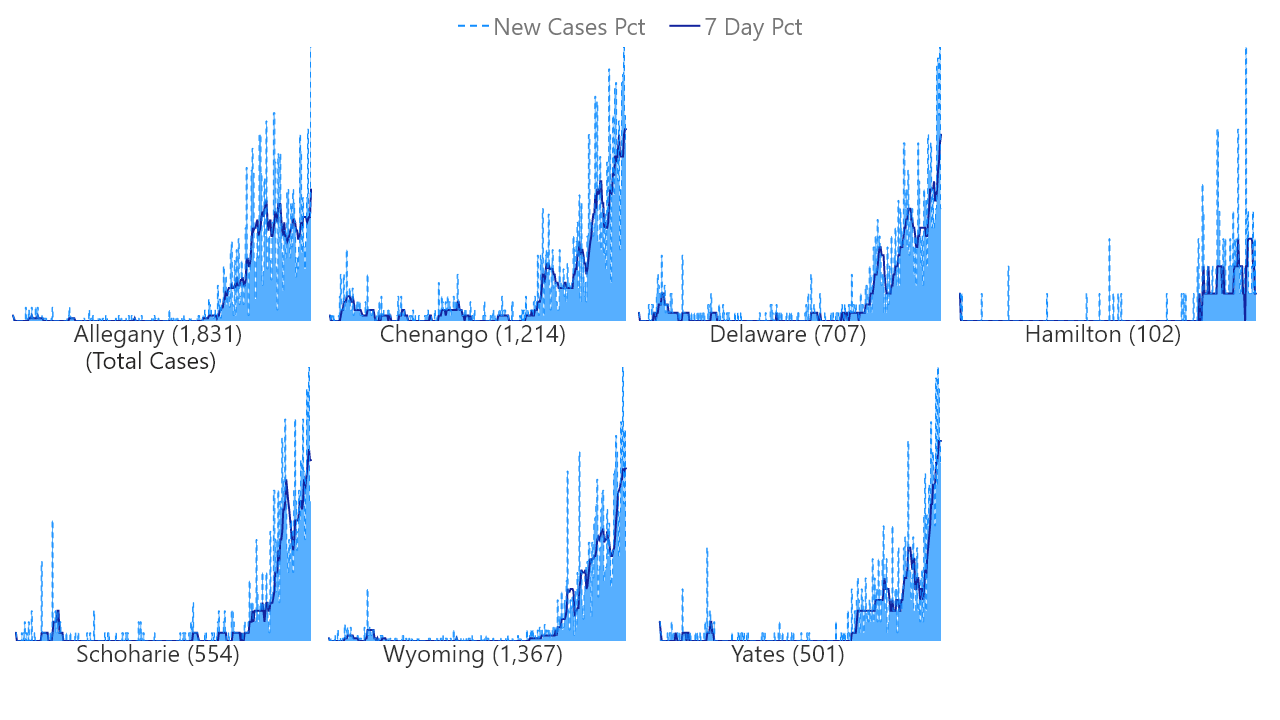 New Cases Pct 7 Day Pct
Allegany (1,831) Chenango (1,214) Delaware (707) Hamilton (102)
(Total Cases)
Schoharie (554) Wyoming (1,367) Yates (501)